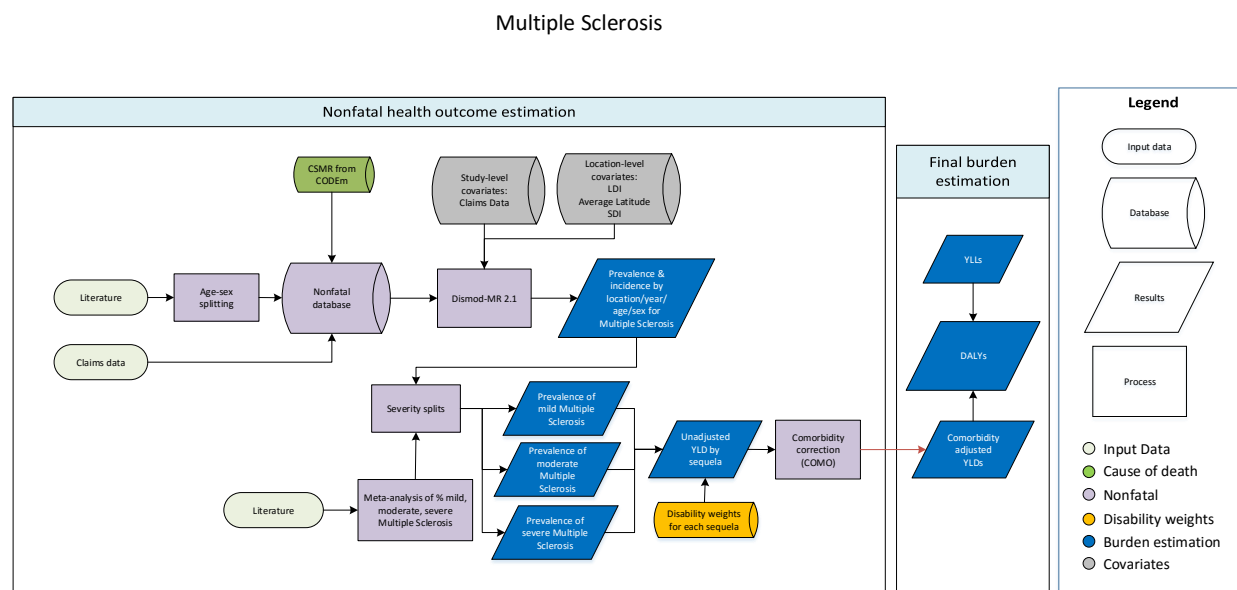 Multiple Sclerosis
Nonfatal health outcome estimation
CSMR from
CODEm
Study-level
covariates:
Claims Data
Location-level
covariates:
LDI
Average Latitude
SDI
Literature
Age-sex
splitting
Nonfatal
database
Dismod-MR 2.1
Prevalence &
incidence by
location/year/
age/sex for
Multiple Sclerosis
Claims data
Severity splits
Prevalence of
mild Multiple
Sclerosis
Prevalence of
moderate
Multiple
Sclerosis
Prevalence of
severe Multiple
Sclerosis
Literature
Meta-analysis of % mild,
moderate, severe
Multiple Sclerosis
Unadjusted
YLD by
sequela
Disability weights
for each sequela
Comorbidity
correction
(COMO)
Final burden
estimation
YLLs
DALYs
Comorbidity
adjusted
YLDs
Legend
Input data
Database
Results
Process
Input Data
Cause of death
Nonfatal
Disability weights
Burden estimation
Covariates